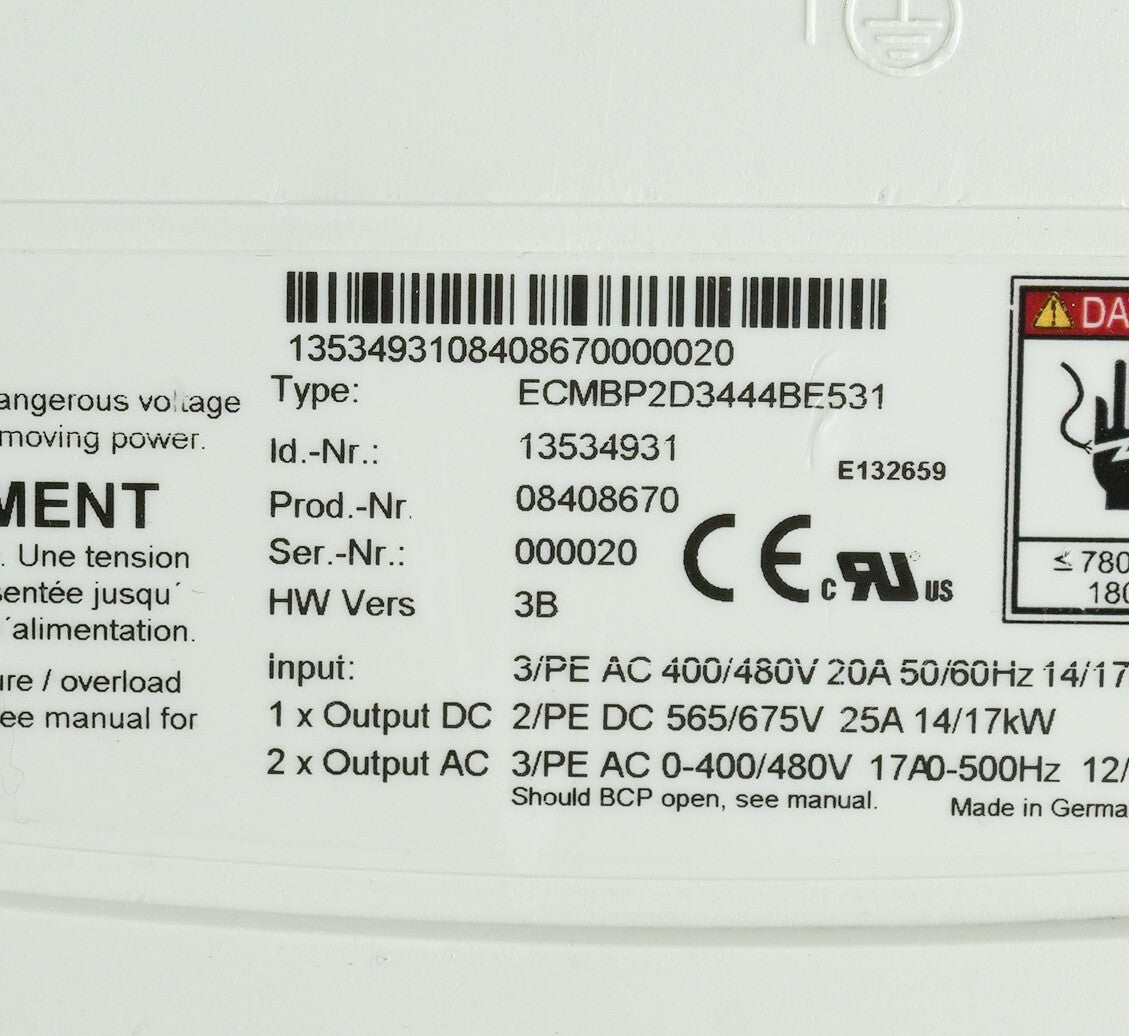 1353493108408670000020
Type: ECMBP2D3444BE531
Id.-Nr.: 13534931
E132659
Prod.-Nr. 08408670
Ser.-Nr.: 000020
CE c RU US
HW Vers 3B
input: 3/PE AC 400/480V 20A 50/60Hz 14/17
1 x Output DC 2/PE DC 565/675V 25A 14/17kW
2 x Output AC 3/PE AC 0-400/480V 17A0-500Hz 12/
Should BCP open, see manual.
Made in Germa
angerous voltage
moving power.
MENT
. Une tension
sentée jusqu´
´alimentation.
ure / overload
ee manual for
DA
≤ 780
180